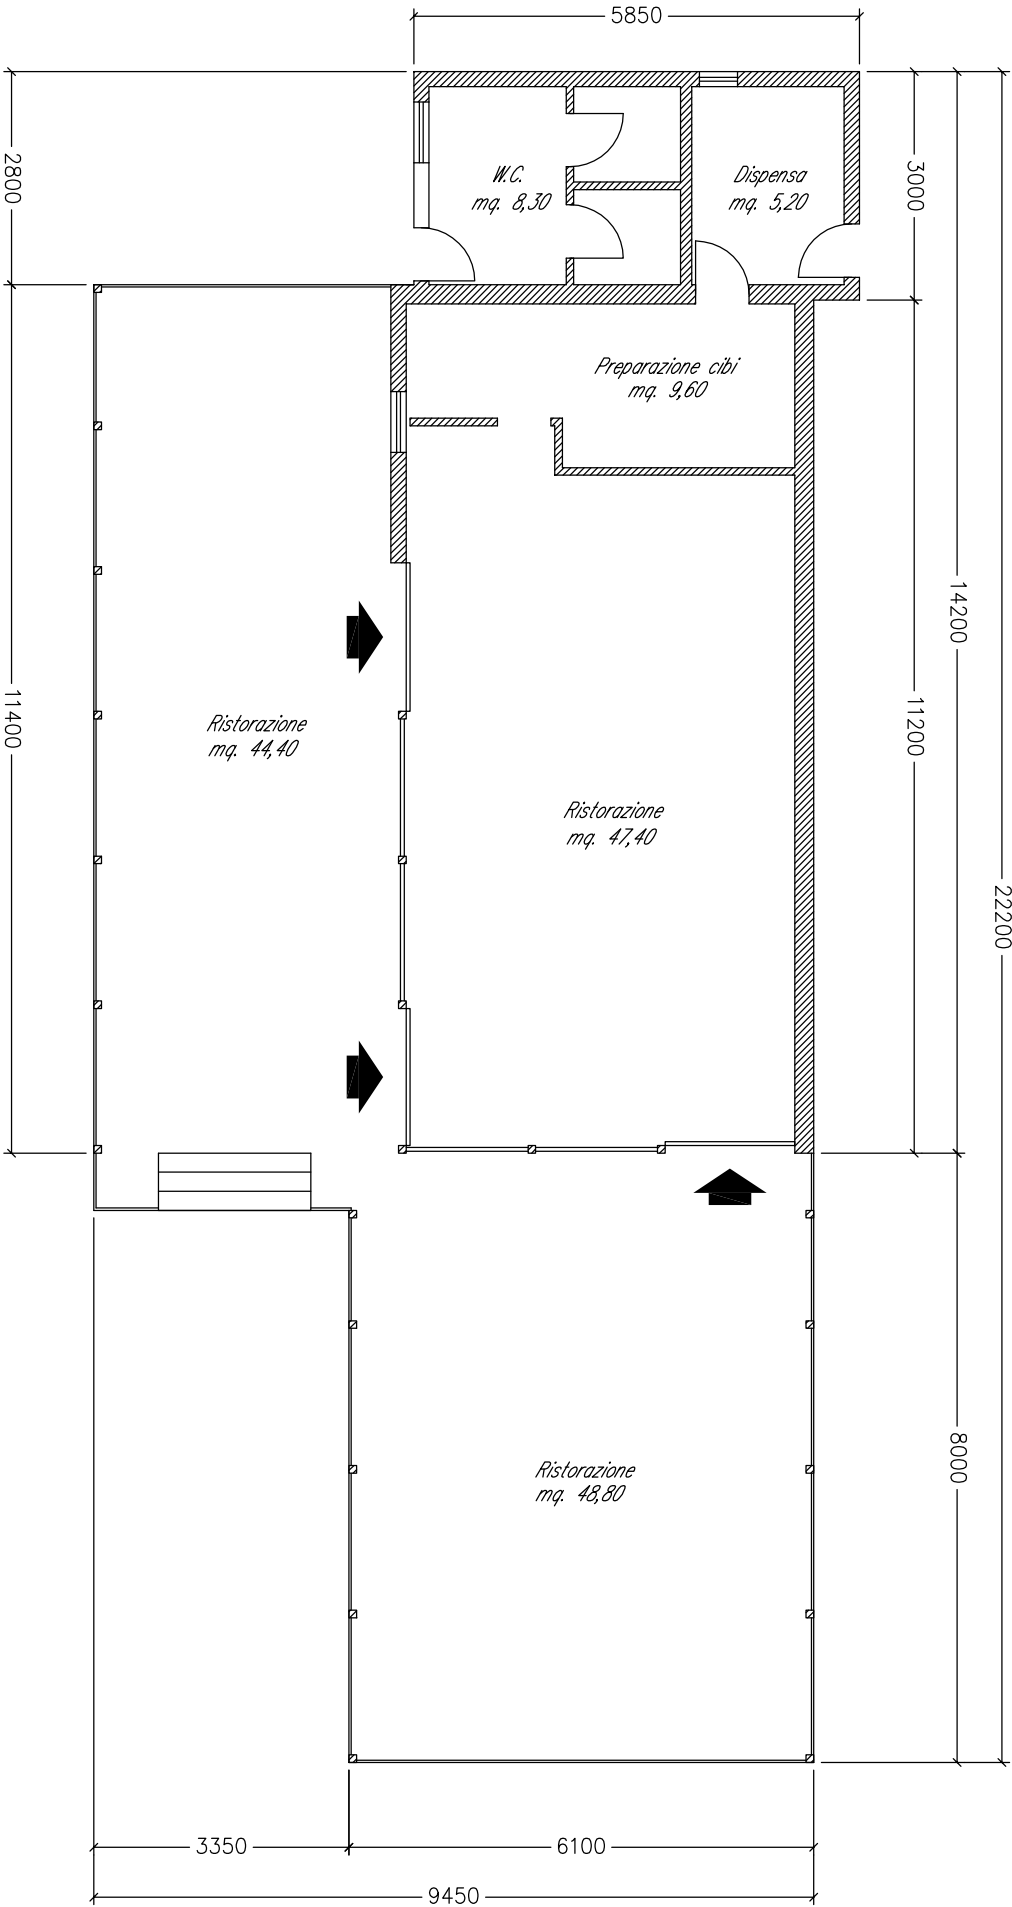 5850
2800
3000
W.C.
mq. 8,30
Dispensa
mq. 5,20
Preparazione cibi
mq. 9,60
14200
11400
11200
Ristorazione
mq. 44,40
Ristorazione
mq. 47,40
22200
8000
Ristorazione
mq. 48,80
3350
6100
9450